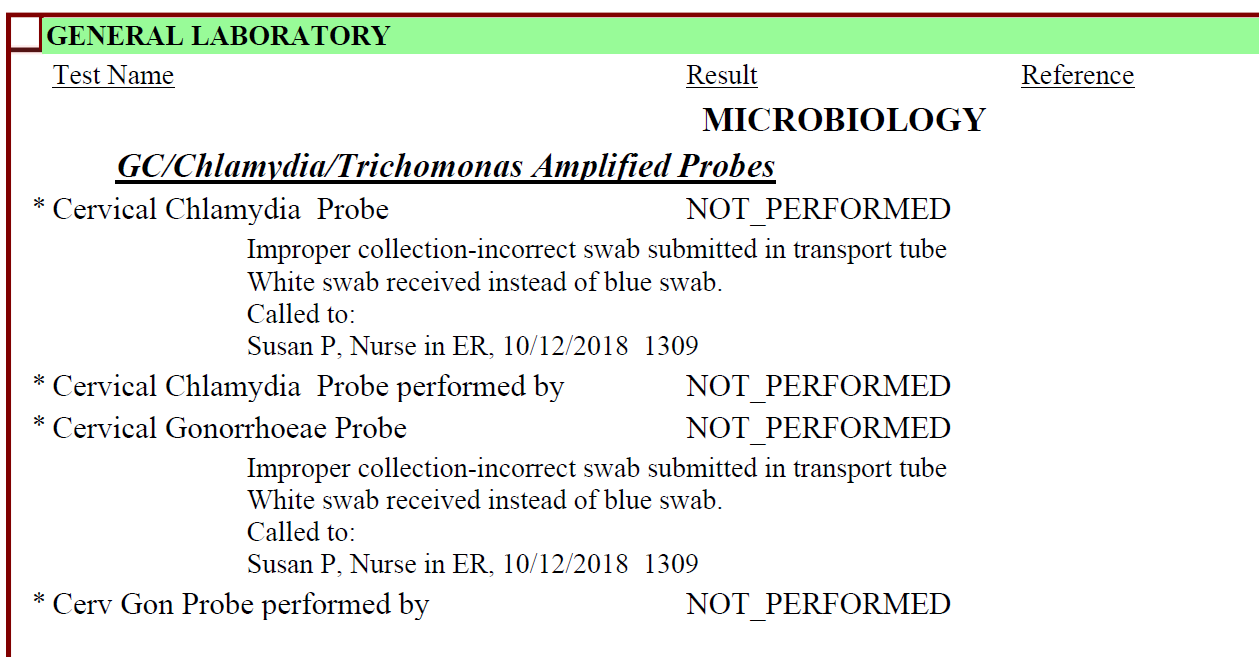 GENERAL LABORATORY
Test Name Result Reference
MICROBIOLOGY
GC/Chlamydia/Trichomonas Amplified Probes
* Cervical Chlamydia  Probe NOT_PERFORMED
Improper collection-incorrect swab submitted in transport tube
White swab received instead of blue swab.
Called to:
Susan P, Nurse in ER, 10/12/2018  1309
* Cervical Chlamydia  Probe performed by NOT_PERFORMED
* Cervical Gonorrhoeae Probe NOT_PERFORMED
Improper collection-incorrect swab submitted in transport tube
White swab received instead of blue swab.
Called to:
Susan P, Nurse in ER, 10/12/2018  1309
* Cerv Gon Probe performed by NOT_PERFORMED